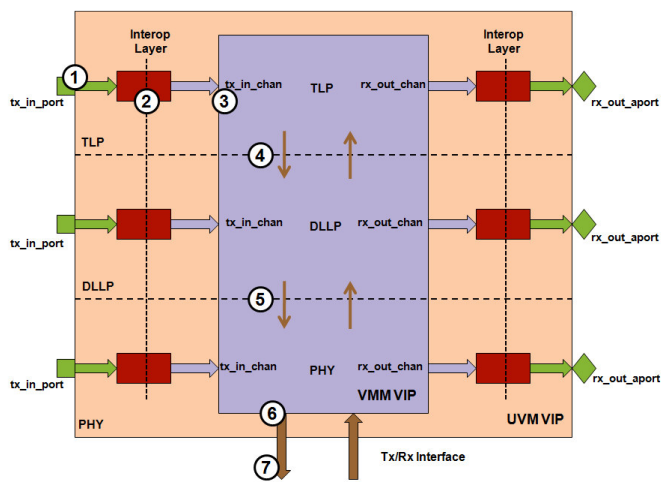 Interop
Layer
Interop
Layer
1
tx_in_port
2
tx_in_chan
3
TLP
rx_out_chan
rx_out_aport
TLP
4
tx_in_port
tx_in_chan
DLLP
rx_out_chan
rx_out_aport
DLLP
5
tx_in_port
tx_in_chan
PHY
rx_out_chan
rx_out_aport
VMM VIP
PHY
6
UVM VIP
7
Tx/Rx Interface